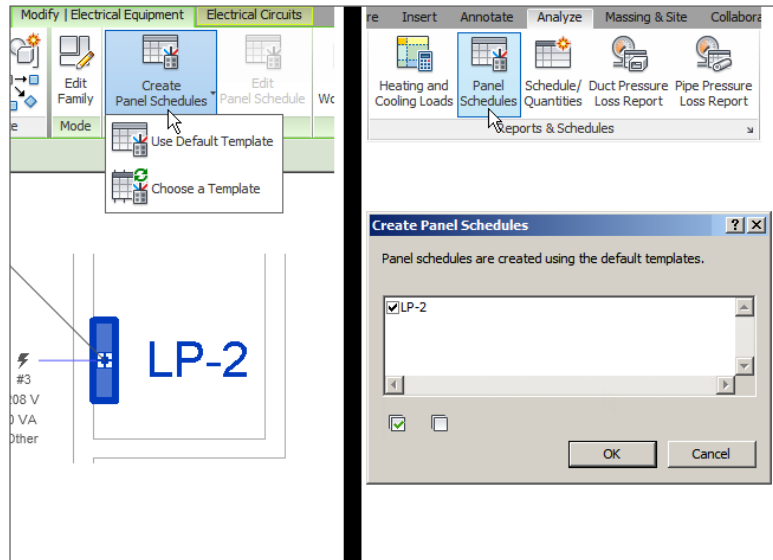 Modify | Electrical Equipment
Electrical Circuits
Edit
Family
Create
Panel Schedules
Edit
Panel Schedule
Mode
Use Default Template
Choose a Template
LP-2
#3
208 V
VA
Other
Insert
Annotate
Analyze
Massing & Site
Heating and
Cooling Loads
Panel
Schedules
Schedule/
Quantities
Duct Pressure
Loss Report
Pipe Pressure
Loss Report
Reports & Schedules
Create Panel Schedules
Panel schedules are created using the default templates.
LP-2
OK
Cancel